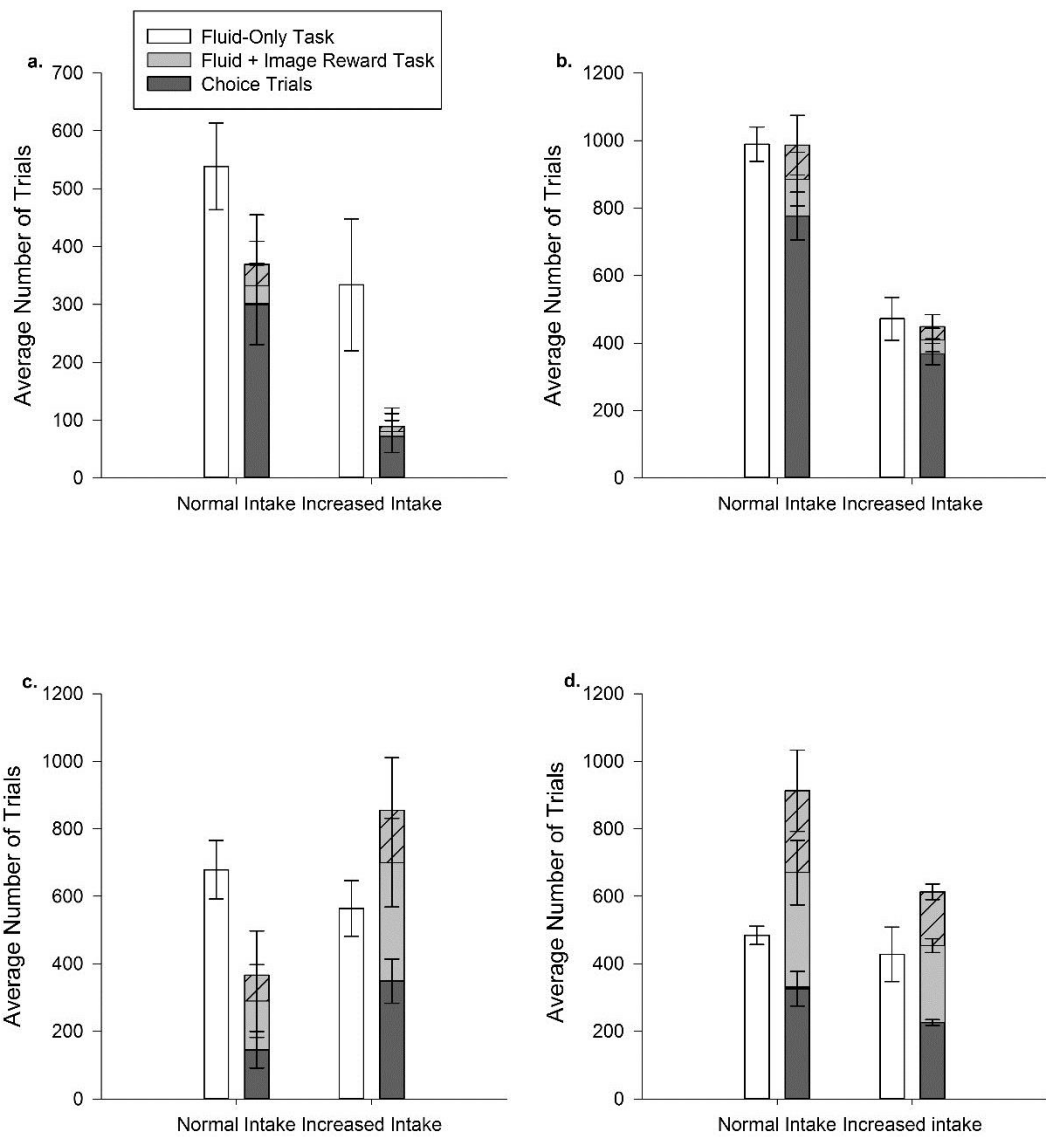 Fluid-Only Task
Fluid + Image Reward Task
Choice Trials
a.
700
600
500
400
300
200
100
0
Average Number of Trials
Normal Intake Increased Intake
b.
1200
1000
800
600
400
200
0
Average Number of Trials
Normal Intake Increased Intake
c.
1200
1000
800
600
400
200
0
Average Number of Trials
Normal Intake Increased Intake
d.
1200
1000
800
600
400
200
0
Average Number of Trials
Normal Intake Increased intake